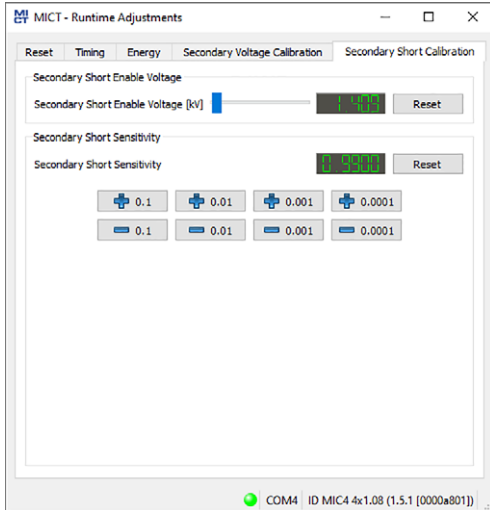 MICT - Runtime Adjustments
Reset Timing Energy Secondary Voltage Calibration Secondary Short Calibration
Secondary Short Enable Voltage
Secondary Short Enable Voltage [kV] 1.409 Reset
Secondary Short Sensitivity
Secondary Short Sensitivity 0.9900 Reset
0.1 0.01 0.001 0.0001
0.1 0.01 0.001 0.0001
COM4 ID MIC4 4x1.08 (1.5.1 [0000a801])